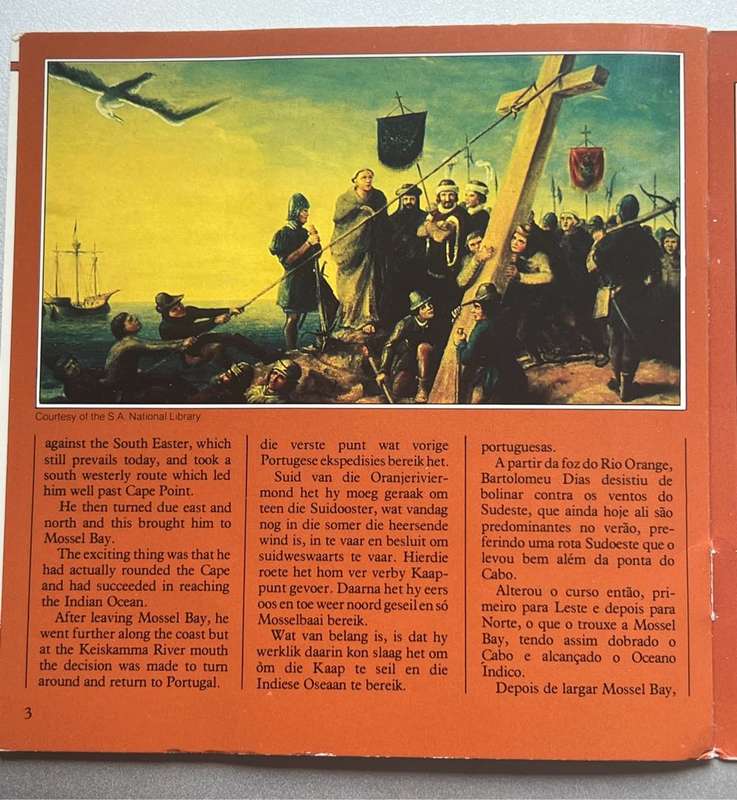 Courtesy of the S.A. National Library.
against the South Easter, which
still prevails today, and took a
south westerly route which led
him well past Cape Point.
He then turned due east and
north and this brought him to
Mossel Bay.
The exciting thing was that he
had actually rounded the Cape
and had succeeded in reaching
the Indian Ocean.
After leaving Mossel Bay, he
went further along the coast but
at the Keiskamma River mouth
the decision was made to turn
around and return to Portugal.
die verste punt wat vorige
Portugese ekspedisies bereik het.
Suid van die Oranjerivier-
mond het hy moeg geraak om
teen die Suidooster, wat vandag
nog in die somer die heersende
wind is, in te vaar en besluit om
suidweswaarts te vaar. Hierdie
roete het hom ver verby Kaap-
punt gevoer. Daarna het hy eers
oos en toe weer noord geseil en só
Mosselbaai bereik.
Wat van belang is, is dat hy
werklik daarin kon slaag het om
òm die Kaap te seil en die
Indiese Oseaan te bereik.
portuguesas.
A partir da foz do Rio Orange,
Bartolomeu Dias desistiu de
bolinar contra os ventos do
Sudeste, que ainda hoje ali são
predominantes no verão, pre-
ferindo uma rota Sudoeste que o
levou bem além da ponta do
Cabo.
Alterou o curso então, pri-
meiro para Leste e depois para
Norte, o que o trouxe a Mossel
Bay, tendo assim dobrado o
Cabo e alcançado o Oceano
Índico.
Depois de largar Mossel Bay,
3